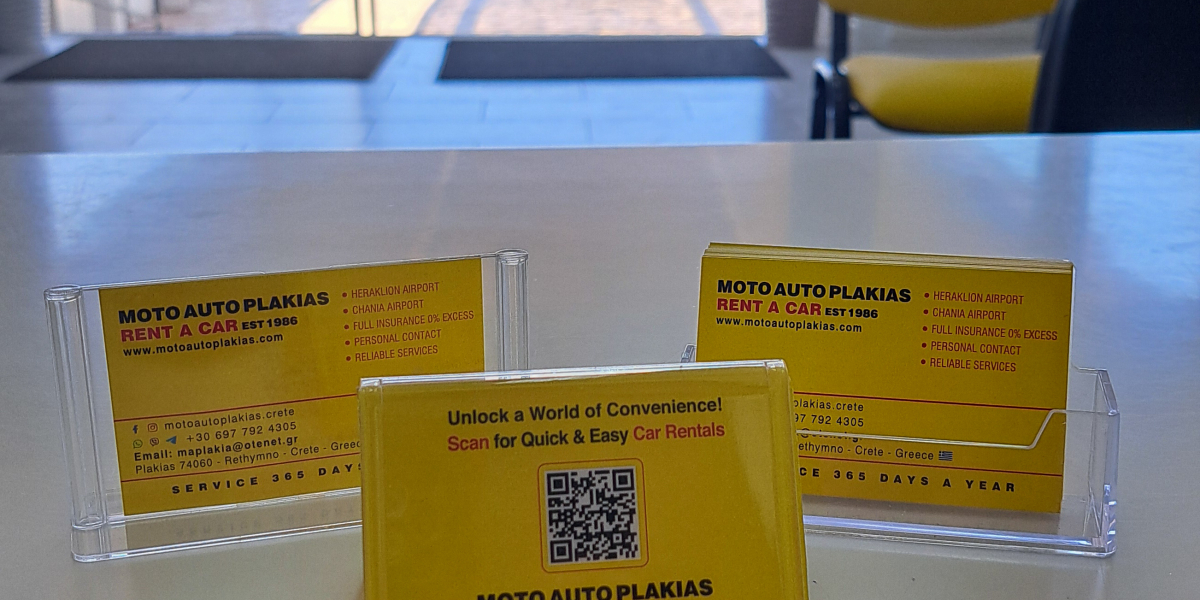 MOTO AUTO PLAKIAS
RENT A CAR EST 1986
www.motoautoplakias.com
• HERAKLION AIRPORT
• CHANIA AIRPORT
• FULL INSURANCE 0% EXCESS
• PERSONAL CONTACT
• RELIABLE SERVICES
motoautoplakias.crete
+30 697 792 4305
Email: maplakia@otenet.gr
Plakias 74060 - Rethymno - Crete - Greec
SERVICE 365 DAYS
MOTO AUTO PLAKIAS
RENT A CAR EST 1986
www.motoautoplakias.com
• HERAKLION AIRPORT
• CHANIA AIRPORT
• FULL INSURANCE 0% EXCESS
• PERSONAL CONTACT
• RELIABLE SERVICES
plakias.crete
97 792 4305
@otenet.gr
ethymno - Crete - Greece
CE 365 DAYS A YEAR
Unlock a World of Convenience!
Scan for Quick & Easy Car Rentals
MOTO AUTO PLAKIAS